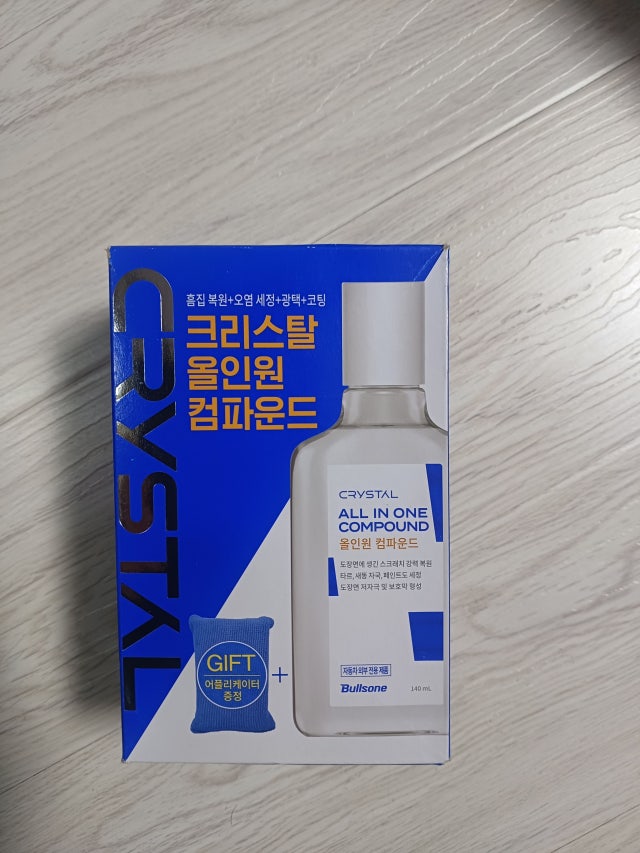 CRYSTAL
흠집 복원+오염 세정+광택+코팅
크리스탈
올인원
컴파운드
CRYSTAL
ALL IN ONE
COMPOUND
올인원 컴파운드
도장면에 생긴 스크래치 강력 복원
타르, 새똥 자국, 페인트도 세정
도장면 저자극 및 보호막 형성
자동차 외부 전용 제품
Bullsone
140 mL
GIFT
어플리케이터
증정
+